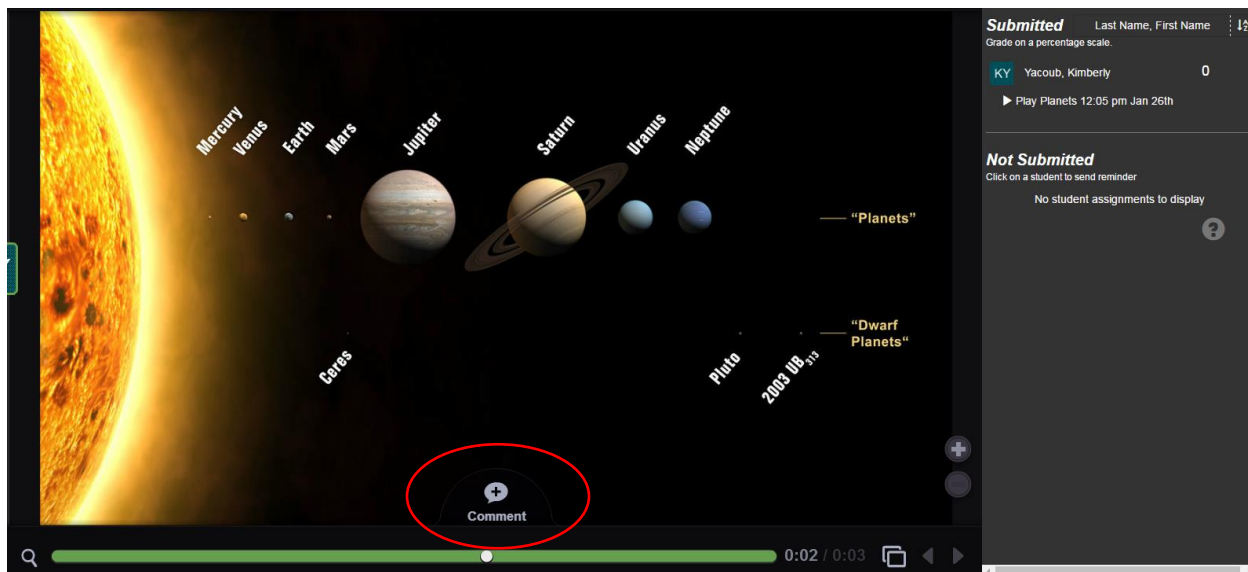 Mercury
Venus
Earth
Mars
Jupiter
Saturn
Uranus
Neptune
“Planets”
Ceres
Pluto
2003 UB313
“Dwarf
Planets“
Comment
0:02 / 0:03
Submitted
Last Name, First Name
Grade on a percentage scale.
KY
Yacoub, Kimberly
0
Play Planets 12:05 pm Jan 26th
Not Submitted
Click on a student to send reminder
No student assignments to display
?